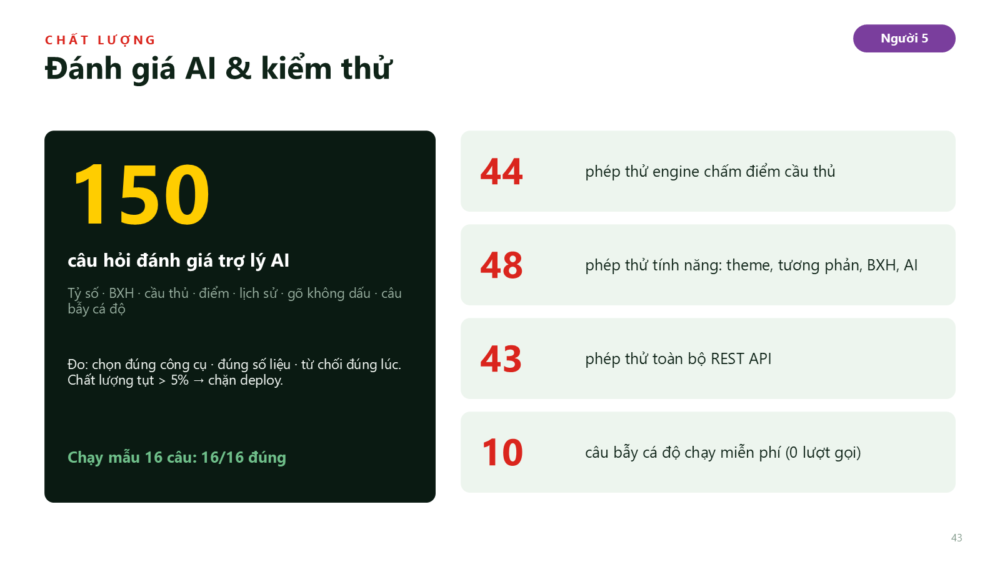 CHẤT LƯỢNG
Đánh giá AI & kiểm thử
Người 5
150
câu hỏi đánh giá trợ lý AI
Tỷ số · BXH · cầu thủ · điểm · lịch sử · gõ không dấu · câu
bẫy cá độ
Đo: chọn đúng công cụ · đúng số liệu · từ chối đúng lúc.
Chất lượng tụt > 5% → chặn deploy.
Chạy mẫu 16 câu: 16/16 đúng
44
phép thử engine chấm điểm cầu thủ
48
phép thử tính năng: theme, tương phản, BXH, AI
43
phép thử toàn bộ REST API
10
câu bẫy cá độ chạy miễn phí (0 lượt gọi)
43